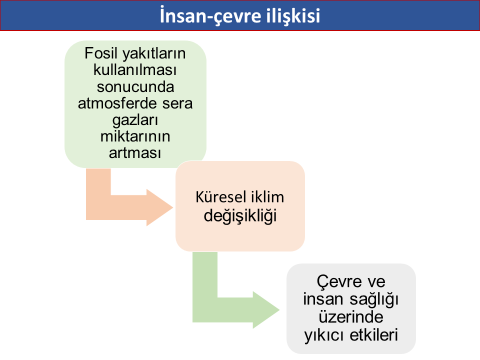 İnsan-çevre ilişkisi
Fosil yakıtların
kullanılması
sonucunda
atmosferde sera
gazları
miktarının
artması
Küresel iklim
değişikliği
Çevre ve
insan sağlığı
üzerinde
yıkıcı etkileri